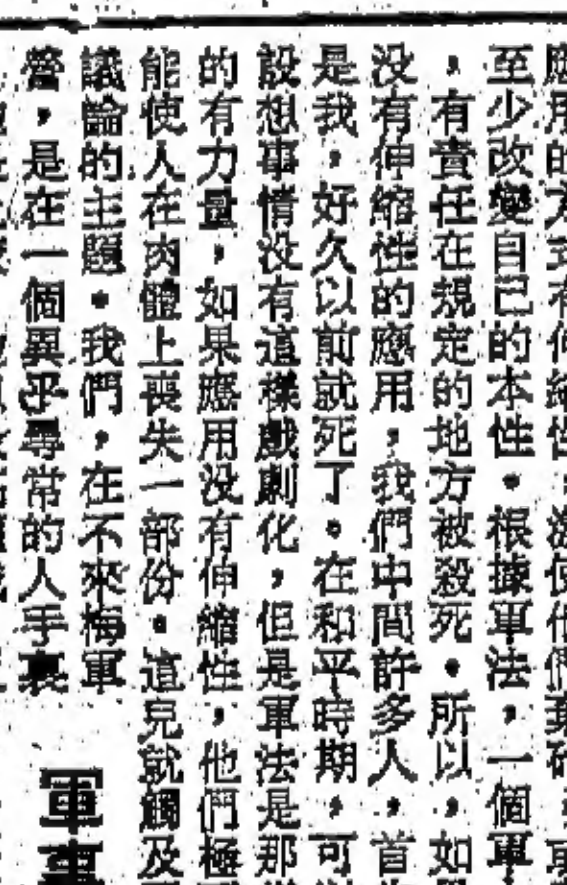 應用的方式有伸縮性
至少改變自己的本性。根據軍法,一個軍
,有責任在規定的地方被殺死。所以,如
没有伸縮性的應用,我們中間許多人,首
是我,好久以前就死了。在和平時期,可
設想事情没有這樣戲劇化,但是軍法是那
的有力量,如果應用没有伸縮性,他們極
能使人在肉體上喪失一部份。這兒就觸及
議論的主題。我們,在不來梅軍
營,是在一個異乎尋常的人手裏
軍事